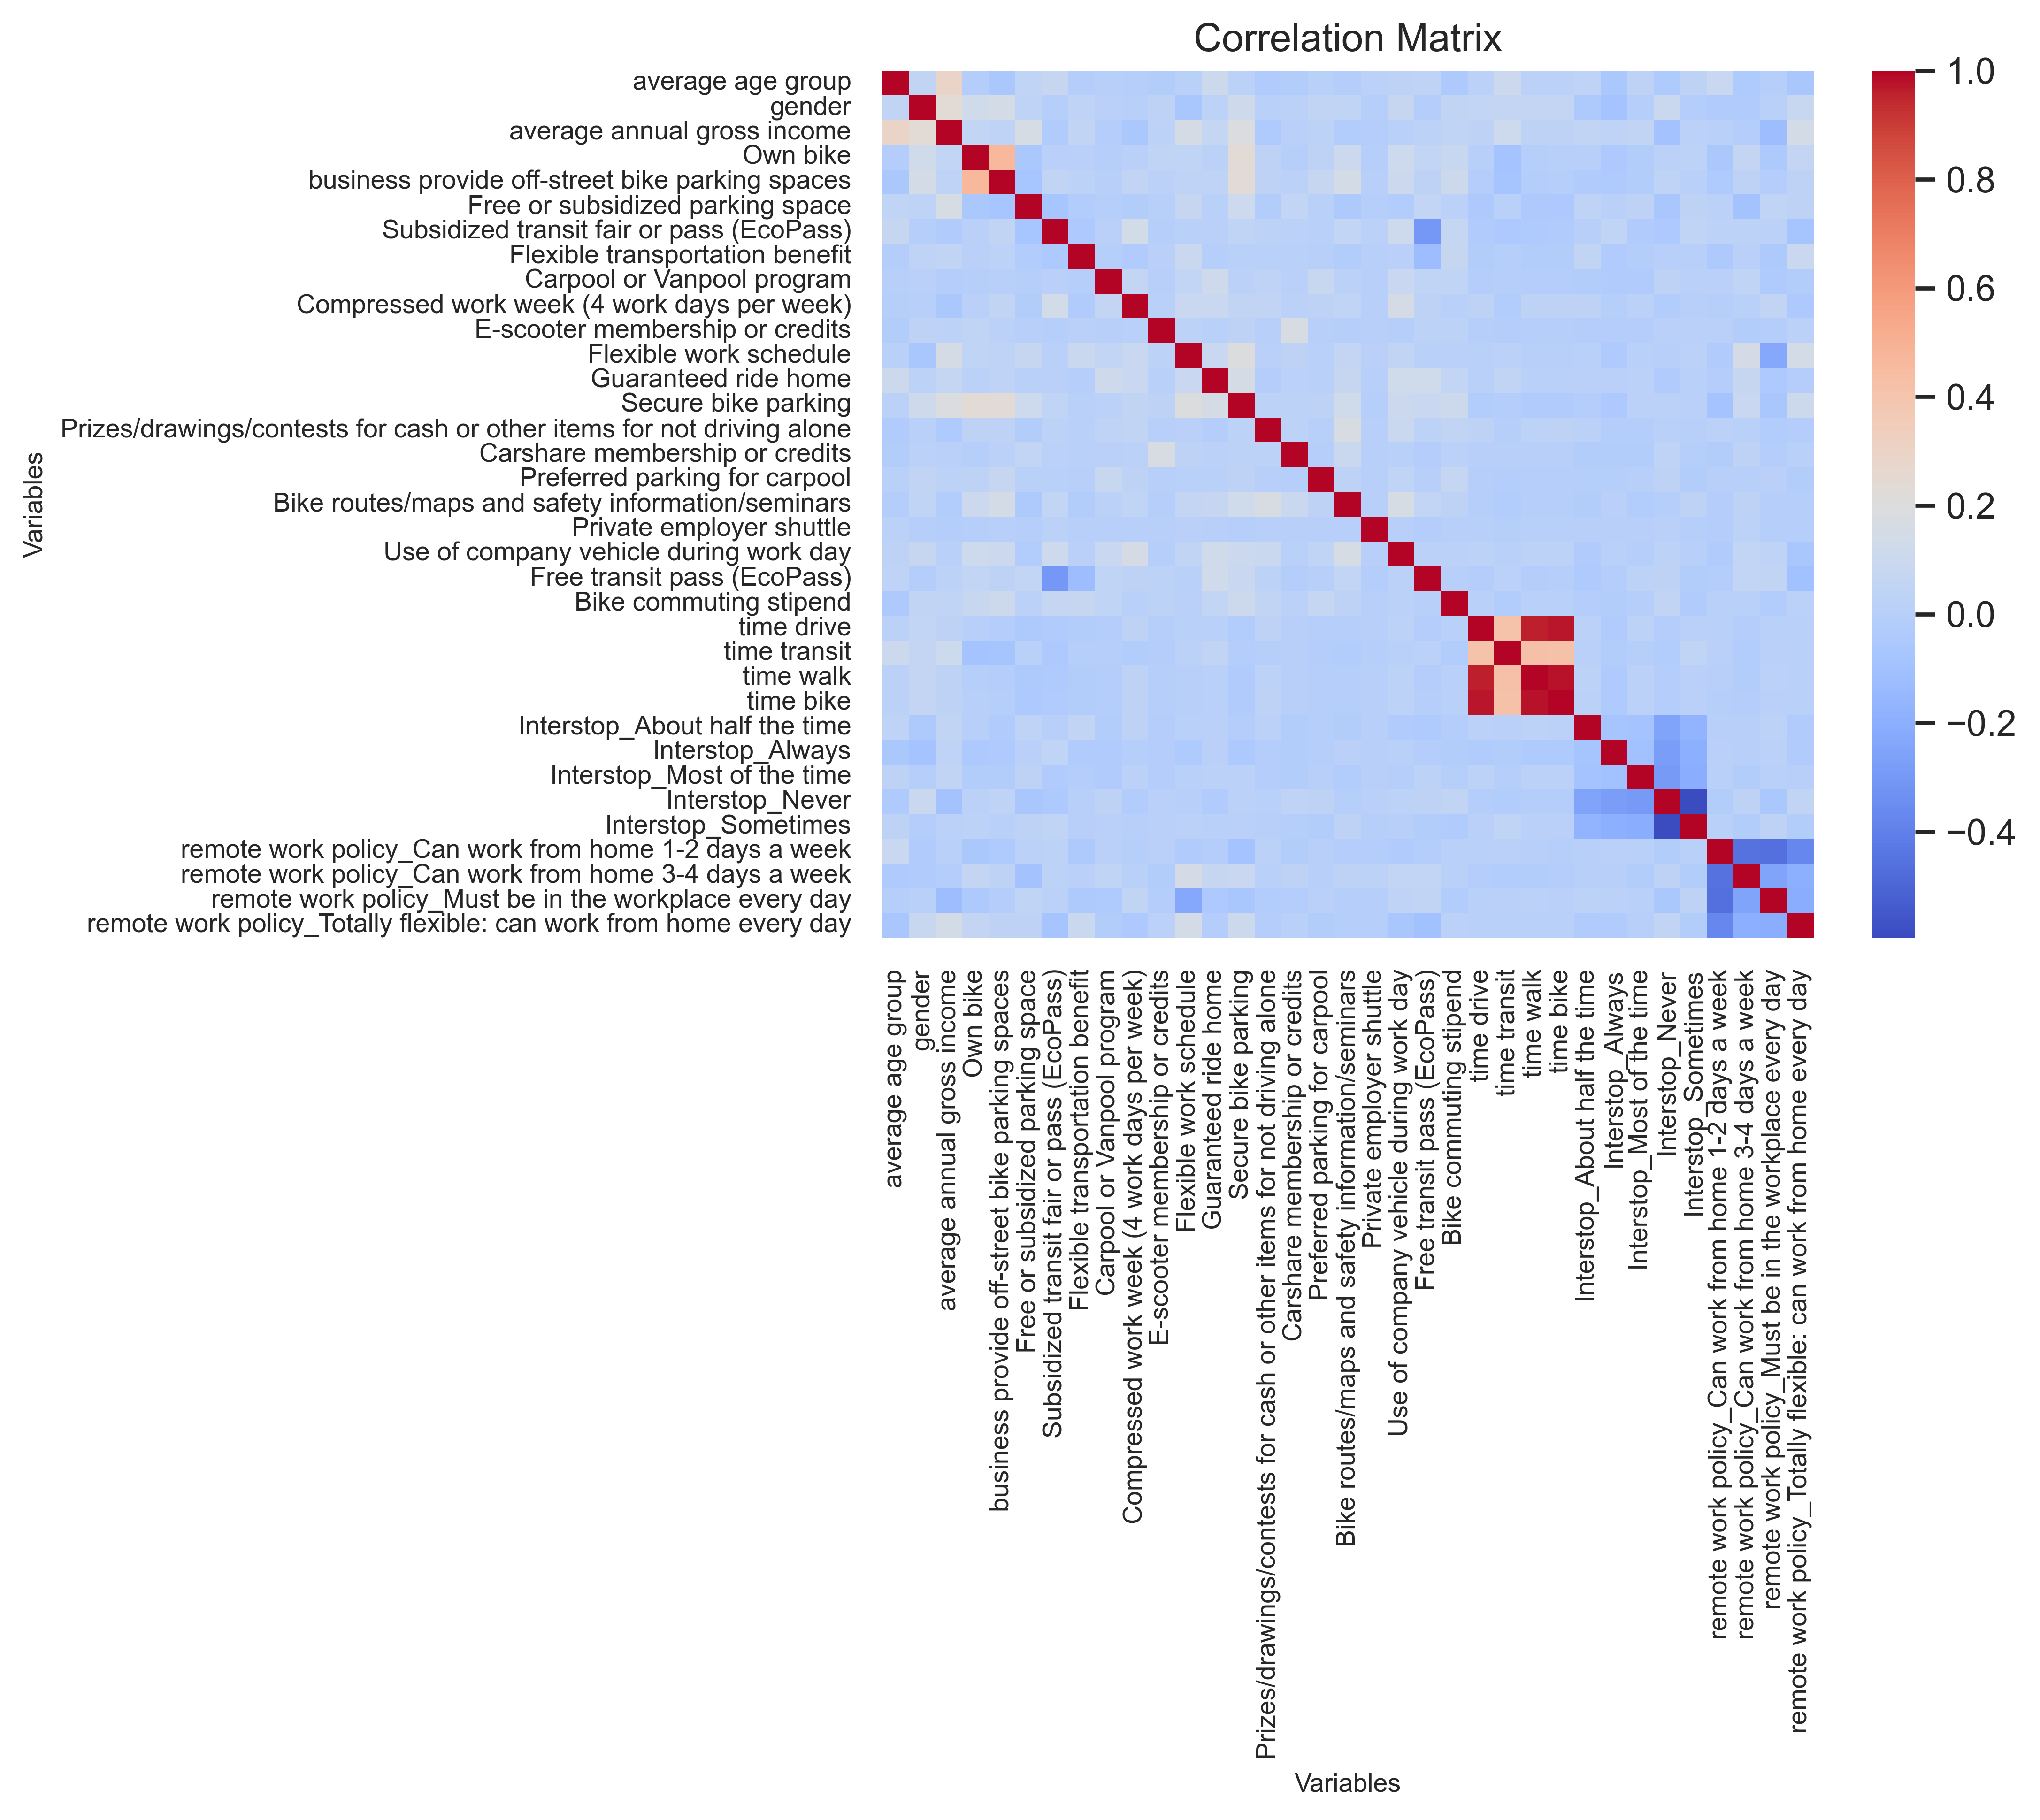 Correlation Matrix
Variables
average age group
gender
average annual gross income
Own bike
business provide off-street bike parking spaces
Free or subsidized parking space
Subsidized transit fair or pass (EcoPass)
Flexible transportation benefit
Carpool or Vanpool program
Compressed work week (4 work days per week)
E-scooter membership or credits
Flexible work schedule
Guaranteed ride home
Secure bike parking
Prizes/drawings/contests for cash or other items for not driving alone
Carshare membership or credits
Preferred parking for carpool
Bike routes/maps and safety information/seminars
Private employer shuttle
Use of company vehicle during work day
Free transit pass (EcoPass)
Bike commuting stipend
time drive
time transit
time walk
time bike
Interstop_About half the time
Interstop_Always
Interstop_Most of the time
Interstop_Never
Interstop_Sometimes
remote work policy_Can work from home 1-2 days a week
remote work policy_Can work from home 3-4 days a week
remote work policy_Must be in the workplace every day
remote work policy_Totally flexible: can work from home every day
1.0
0.8
0.6
0.4
0.2
0.0
−0.2
−0.4
average age group
gender
average annual gross income
Own bike
business provide off-street bike parking spaces
Free or subsidized parking space
Subsidized transit fair or pass (EcoPass)
Flexible transportation benefit
Carpool or Vanpool program
Compressed work week (4 work days per week)
E-scooter membership or credits
Flexible work schedule
Guaranteed ride home
Secure bike parking
Prizes/drawings/contests for cash or other items for not driving alone
Carshare membership or credits
Preferred parking for carpool
Bike routes/maps and safety information/seminars
Private employer shuttle
Use of company vehicle during work day
Free transit pass (EcoPass)
Bike commuting stipend
time drive
time transit
time walk
time bike
Interstop_About half the time
Interstop_Always
Interstop_Most of the time
Interstop_Never
Interstop_Sometimes
remote work policy_Can work from home 1-2 days a week
remote work policy_Can work from home 3-4 days a week
remote work policy_Must be in the workplace every day
remote work policy_Totally flexible: can work from home every day
Variables